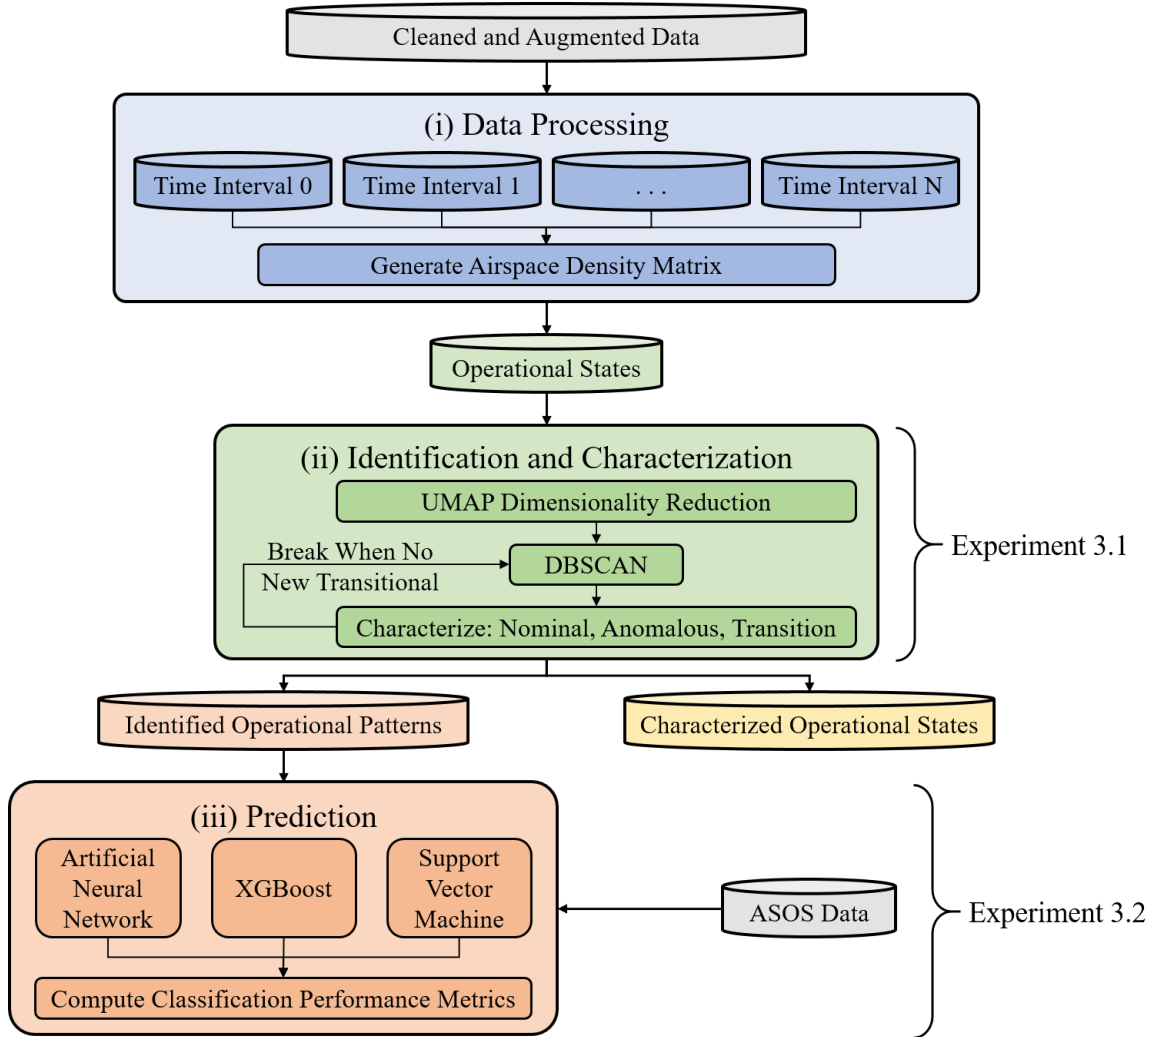 Cleaned and Augmented Data
(i) Data Processing
Time Interval 0
Time Interval 1
. . .
Time Interval N
Generate Airspace Density Matrix
Operational States
(ii) Identification and Characterization
UMAP Dimensionality Reduction
Break When No
New Transitional
DBSCAN
Characterize: Nominal, Anomalous, Transition
Experiment 3.1
Identified Operational Patterns
Characterized Operational States
(iii) Prediction
Artificial
Neural
Network
XGBoost
Support
Vector
Machine
Compute Classification Performance Metrics
ASOS Data
Experiment 3.2